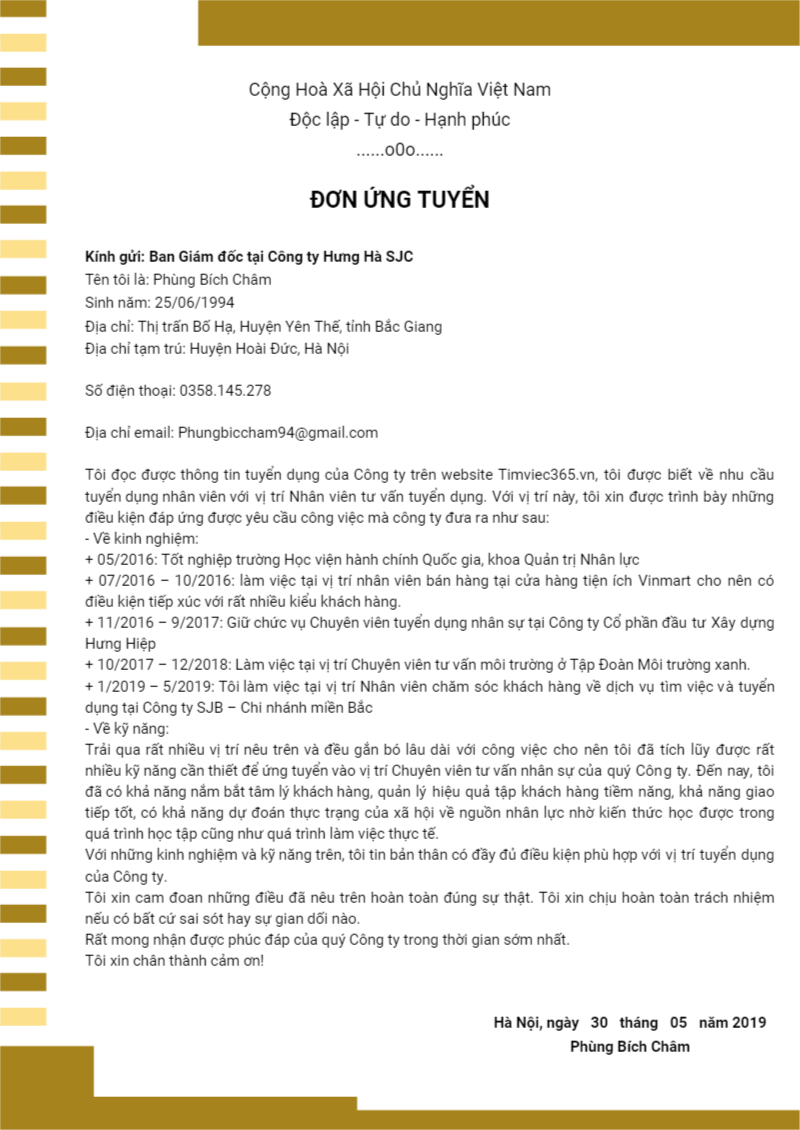 Cộng Hoà Xã Hội Chủ Nghĩa Việt Nam
Độc lập - Tự do - Hạnh phúc
......o0o......
ĐƠN ỨNG TUYỂN
Kính gửi: Ban Giám đốc tại Công ty Hưng Hà SJC
Tên tôi là: Phùng Bích Châm
Sinh năm: 25/06/1994
Địa chỉ: Thị trấn Bố Hạ, Huyện Yên Thế, tỉnh Bắc Giang
Địa chỉ tạm trú: Huyện Hoài Đức, Hà Nội
Số điện thoại: 0358.145.278
Địa chỉ email: Phungbiccham94@gmail.com
Tôi đọc được thông tin tuyển dụng của Công ty trên website Timviec365.vn, tôi được biết về nhu cầu
tuyển dụng nhân viên với vị trí Nhân viên tư vấn tuyển dụng. Với vị trí này, tôi xin được trình bày những
điều kiện đáp ứng được yêu cầu công việc mà công ty đưa ra như sau:
- Về kinh nghiệm:
+ 05/2016: Tốt nghiệp trường Học viện hành chính Quốc gia, khoa Quản trị Nhân lực
+ 07/2016 – 10/2016: làm việc tại vị trí nhân viên bán hàng tại cửa hàng tiện ích Vinmart cho nên có
điều kiện tiếp xúc với rất nhiều kiểu khách hàng.
+ 11/2016 – 9/2017: Giữ chức vụ Chuyên viên tuyển dụng nhân sự tại Công ty Cổ phần đầu tư Xây dựng
Hưng Hiệp
+ 10/2017 – 12/2018: Làm việc tại vị trí Chuyên viên tư vấn môi trường ở Tập Đoàn Môi trường xanh.
+ 1/2019 – 5/2019: Tôi làm việc tại vị trí Nhân viên chăm sóc khách hàng về dịch vụ tìm việc và tuyển
dụng tại Công ty SJB – Chi nhánh miền Bắc
- Về kỹ năng:
Trải qua rất nhiều vị trí nêu trên và đều gắn bó lâu dài với công việc cho nên tôi đã tích lũy được rất
nhiều kỹ năng cần thiết để ứng tuyển vào vị trí Chuyên viên tư vấn nhân sự của quý Công ty. Đến nay, tôi
đã có khả năng nắm bắt tâm lý khách hàng, quản lý hiệu quả tập khách hàng tiềm năng, khả năng giao
tiếp tốt, có khả năng dự đoán thực trạng của xã hội về nguồn nhân lực nhờ kiến thức học được trong
quá trình học tập cũng như quá trình làm việc thực tế.
Với những kinh nghiệm và kỹ năng trên, tôi tin bản thân có đầy đủ điều kiện phù hợp với vị trí tuyển dụng
của Công ty.
Tôi xin cam đoan những điều đã nêu trên hoàn toàn đúng sự thật. Tôi xin chịu hoàn toàn trách nhiệm
nếu có bất cứ sai sót hay sự gian dối nào.
Rất mong nhận được phúc đáp của quý Công ty trong thời gian sớm nhất.
Tôi xin chân thành cảm ơn!
Hà Nội, ngày 30 tháng 05 năm 2019
Phùng Bích Châm